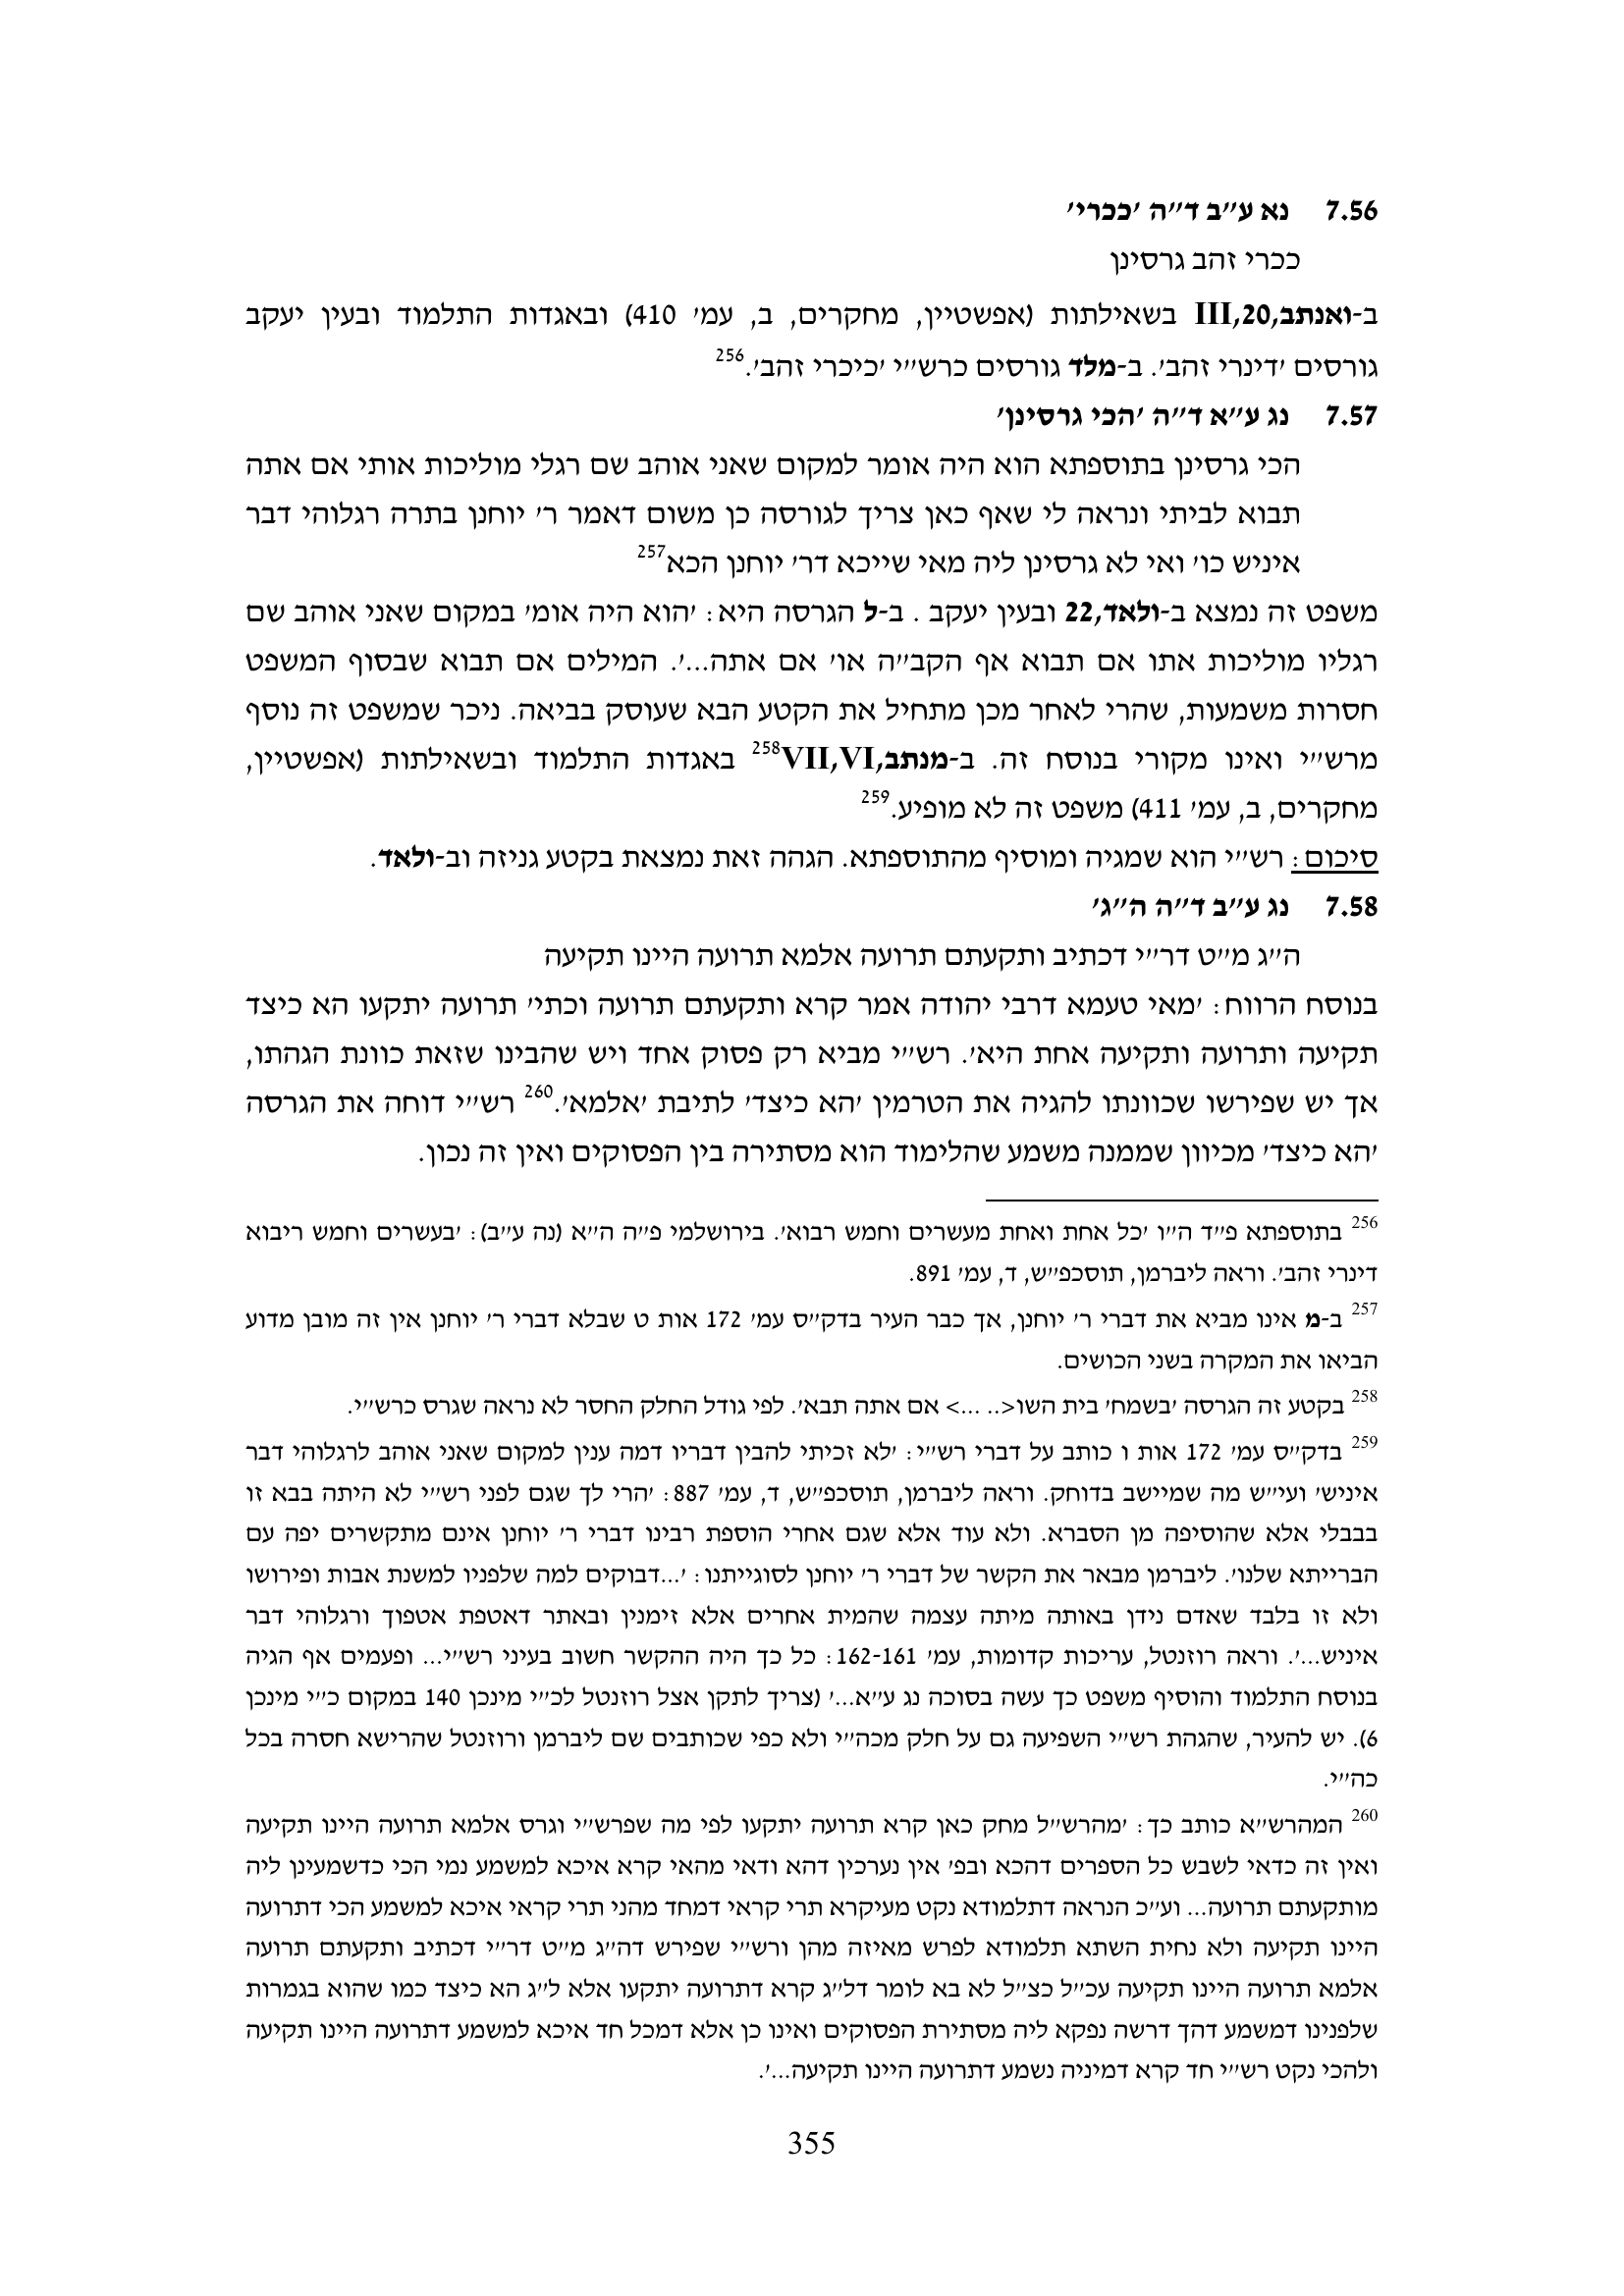 7.56 נא ע״ב ד״ה ׳ככרי׳
ככרי זהב גרסינן
ב-ואנתב,20,III בשאילתות (אפשטיין, מחקרים, ב, עמ׳ 410) ובאגדות התלמוד ובעין יעקב
גורסים ׳דינרי זהב׳. ב-מלד גורסים כרש״י ׳כיכרי זהב׳.256
7.57 נג ע״א ד״ה ׳הכי גרסינן׳
הכי גרסינן בתוספתא הוא היה אומר למקום שאני אוהב שם רגלי מוליכות אותי אם אתה
תבוא לביתי ונראה לי שאף כאן צריך לגורסה כן משום דאמר ר׳ יוחנן בתרה רגלוהי דבר
איניש כו׳ ואי לא גרסינן ליה מאי שייכא דר׳ יוחנן הכא257
משפט זה נמצא ב-ולאד,22 ובעין יעקב . ב-ל הגרסה היא: ׳הוא היה אומ׳ במקום שאני אוהב שם
רגליו מוליכות אתו אם תבוא אף הקב״ה או׳ אם אתה...׳. המילים אם תבוא שבסוף המשפט
חסרות משמעות, שהרי לאחר מכן מתחיל את הקטע הבא שעוסק בביאה. ניכר שמשפט זה נוסף
מרש״י ואינו מקורי בנוסח זה. ב-מנתב,VII,VI258 באגדות התלמוד ובשאילתות (אפשטיין,
מחקרים, ב, עמ׳ 411) משפט זה לא מופיע.259
סיכום: רש״י הוא שמגיה ומוסיף מהתוספתא. הגהה זאת נמצאת בקטע גניזה וב-ולאד.
7.58 נג ע״ב ד״ה ה״ג׳
ה״ג מ״ט דר״י דכתיב ותקעתם תרועה אלמא תרועה היינו תקיעה
בנוסח הרווח: ׳מאי טעמא דרבי יהודה אמר קרא ותקעתם תרועה וכתי׳ תרועה יתקעו הא כיצד
תקיעה ותרועה ותקיעה אחת היא׳. רש״י מביא רק פסוק אחד ויש שהבינו שזאת כוונת הגהתו,
אך יש שפירשו שכוונתו להגיה את הטרמין ׳הא כיצד׳ לתיבת ׳אלמא׳.260 רש״י דוחה את הגרסה
׳הא כיצד׳ מכיוון שממנה משמע שהלימוד הוא מסתירה בין הפסוקים ואין זה נכון.
256 בתוספתא פ״ד ה״ו ׳כל אחת ואחת מעשרים וחמש רבוא׳. בירושלמי פ״ה ה״א (נה ע״ב): ׳בעשרים וחמש ריבוא
דינרי זהב׳. וראה ליברמן, תוסכפ״ש, ד, עמ׳ 891.
257 ב-מ אינו מביא את דברי ר׳ יוחנן, אך כבר העיר בדק״ס עמ׳ 172 אות ט שבלא דברי ר׳ יוחנן אין זה מובן מדוע
הביאו את המקרה בשני הכושים.
258 בקטע זה הגרסה ׳בשמח׳ בית השו<.. ...> אם אתה תבא׳. לפי גודל החלק החסר לא נראה שגרס כרש״י.
259 בדק״ס עמ׳ 172 אות ו כותב על דברי רש״י: ׳לא זכיתי להבין דבריו דמה ענין למקום שאני אוהב לרגלוהי דבר
איניש׳ ועי״ש מה שמיישב בדוחק. וראה ליברמן, תוסכפ״ש, ד, עמ׳ 887: ׳הרי לך שגם לפני רש״י לא היתה בבא זו
בבבלי אלא שהוסיפה מן הסברא. ולא עוד אלא שגם אחרי הוספת רבינו דברי ר׳ יוחנן אינם מתקשרים יפה עם
הברייתא שלנו׳. ליברמן מבאר את הקשר של דברי ר׳ יוחנן לסוגייתנו: ׳...דבוקים למה שלפניו למשנת אבות ופירושו
ולא זו בלבד שאדם נידן באותה מיתה עצמה שהמית אחרים אלא זימנין ובאתר דאטפת אטפוך ורגלוהי דבר
איניש...׳. וראה רוזנטל, עריכות קדומות, עמ׳ 162-161: כל כך היה ההקשר חשוב בעיני רש״י... ופעמים אף הגיה
בנוסח התלמוד והוסיף משפט כך עשה בסוכה נג ע״א...׳ (צריך לתקן אצל רוזנטל לכ״י מינכן 140 במקום כ״י מינכן
6). יש להעיר, שהגהת רש״י השפיעה גם על חלק מכה״י ולא כפי שכותבים שם ליברמן ורוזנטל שהרישא חסרה בכל
כה״י.
260 המהרש״א כותב כך: ׳מהרש״ל מחק כאן קרא תרועה יתקעו לפי מה שפרש״י וגרס אלמא תרועה היינו תקיעה
ואין זה כדאי לשבש כל הספרים דהכא ובפ׳ אין נערכין דהא ודאי מהאי קרא איכא למשמע נמי הכי כדשמעינן ליה
מותקעתם תרועה... וע״כ הנראה דתלמודא נקט מעיקרא תרי קראי דמחד מהני תרי קראי איכא למשמע הכי דתרועה
היינו תקיעה ולא נחית השתא תלמודא לפרש מאיזה מהן ורש״י שפירש דה״ג מ״ט דר״י דכתיב ותקעתם תרועה
אלמא תרועה היינו תקיעה עכ״ל כצ״ל לא בא לומר דל״ג קרא דתרועה יתקעו אלא ל״ג הא כיצד כמו שהוא בגמרות
שלפנינו דמשמע דהך דרשה נפקא ליה מסתירת הפסוקים ואינו כן אלא דמכל חד איכא למשמע דתרועה היינו תקיעה
ולהכי נקט רש״י חד קרא דמיניה נשמע דתרועה היינו תקיעה...׳.
355